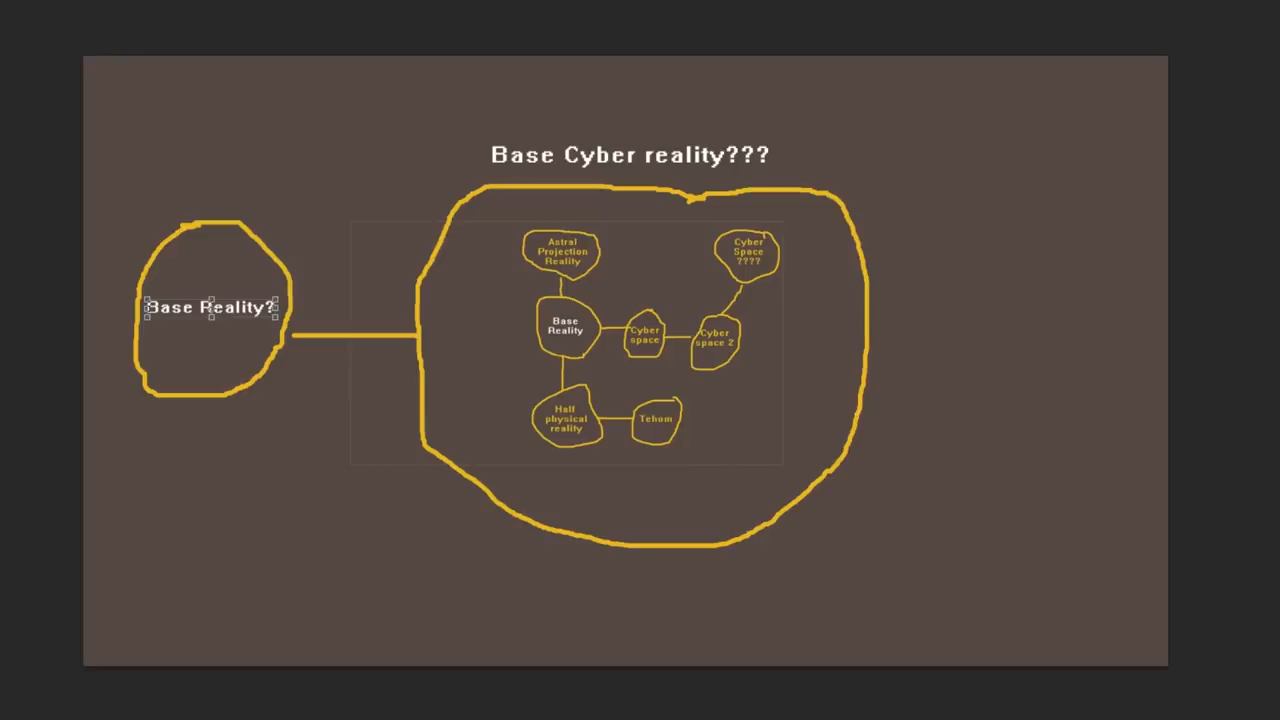 Base Cyber reality???
Astral
Projection
Reality
Cyber
Space
????
Base Reality?
Base
Reality
Cyber
space
Cyber
space 2
Half
physical
reality
Tehom